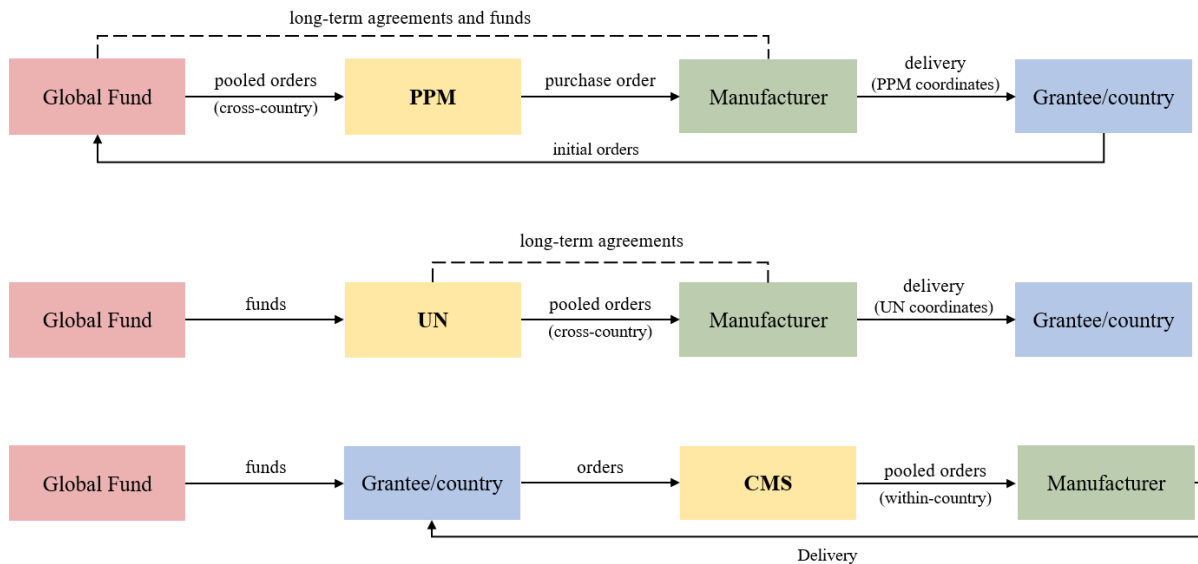 long-term agreements and funds
Global Fund
pooled orders
(cross-country)
PPM
purchase order
Manufacturer
delivery
(PPM coordinates)
Grantee/country
initial orders
long-term agreements
Global Fund
funds
UN
pooled orders
(cross-country)
Manufacturer
delivery
(UN coordinates)
Grantee/country
Global Fund
funds
Grantee/country
orders
CMS
pooled orders
(within-country)
Manufacturer
Delivery